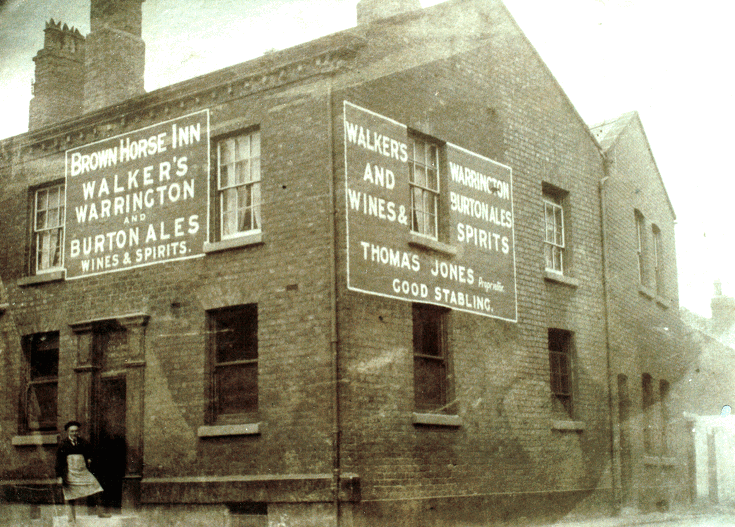 BROWN HORSE INN
WALKER'S
WARRINGTON
AND
BURTON ALES
WINES & SPIRITS.
WALKER'S WARRINGTON
AND BURTON ALES
WINES & SPIRITS
THOMAS JONES Proprietor.
GOOD STABLING.